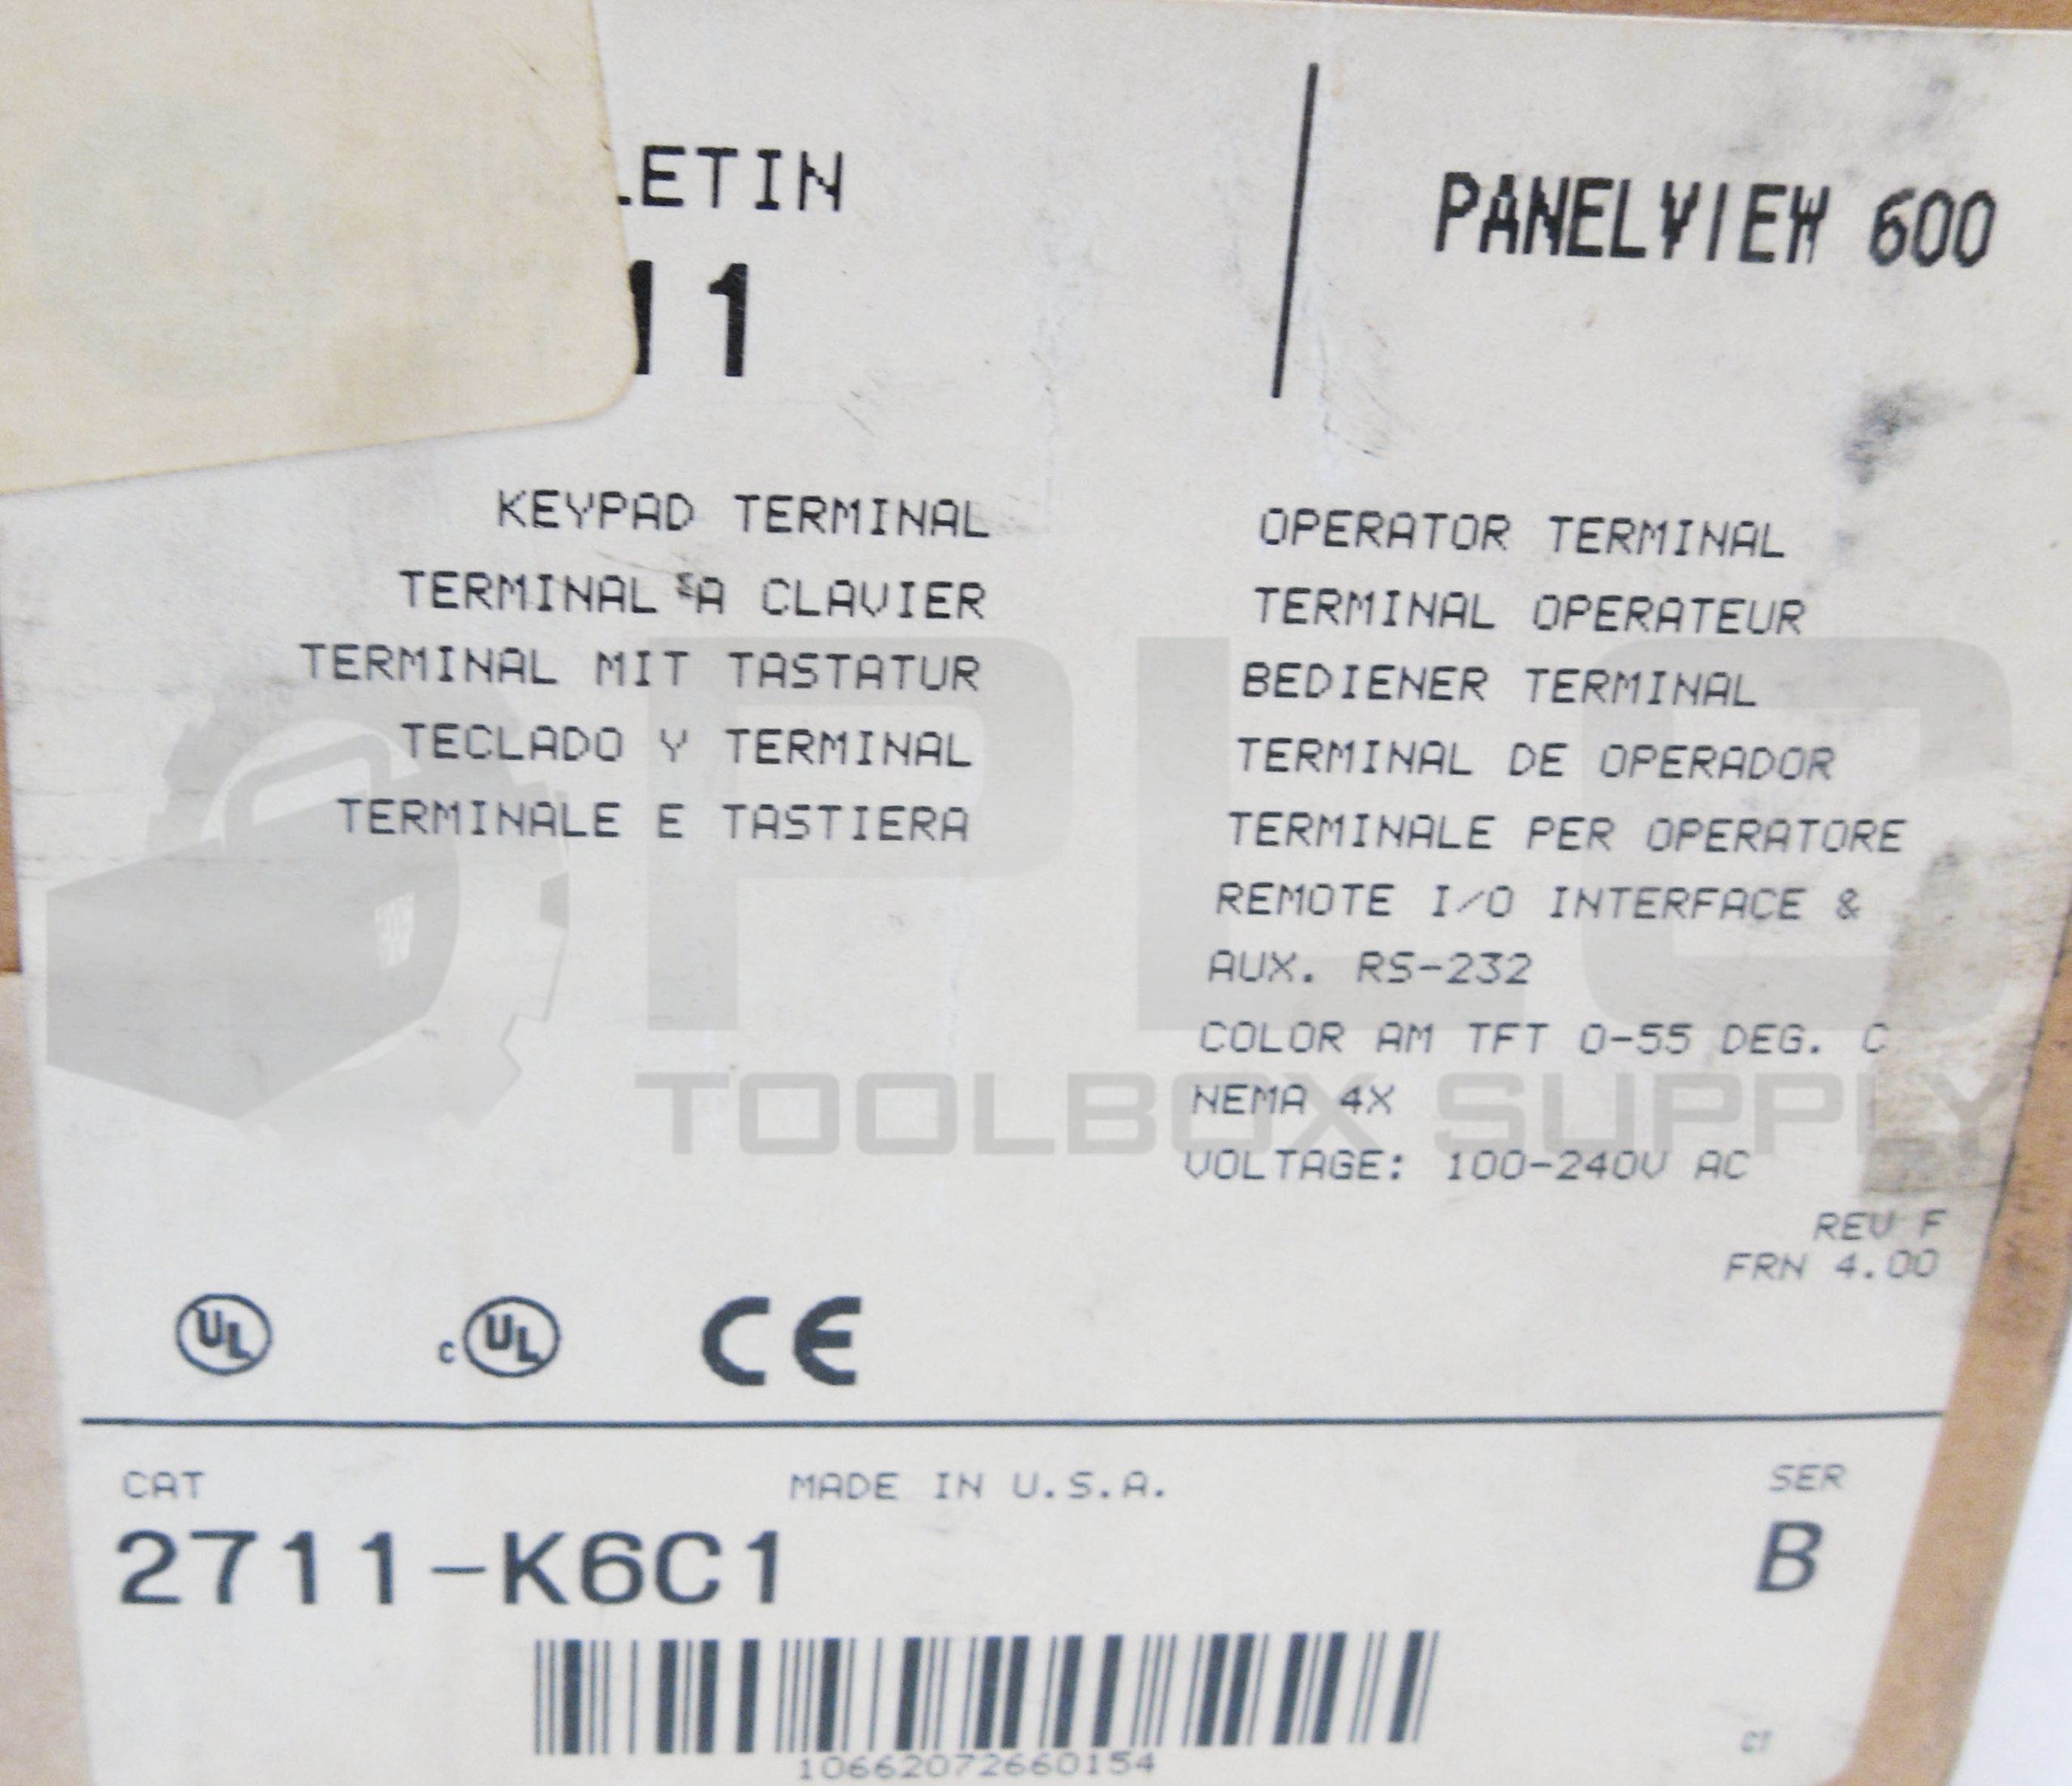 LETIN
11
PANELVIEW 600
KEYPAD TERMINAL
TERMINAL A CLAVIER
TERMINAL MIT TASTATUR
TECLADO Y TERMINAL
TERMINALE E TASTIERA
OPERATOR TERMINAL
TERMINAL OPERATEUR
BEDIENER TERMINAL
TERMINAL DE OPERADOR
TERMINALE PER OPERATORE
REMOTE I/O INTERFACE &
AUX. RS-232
COLOR AM TFT 0-55 DEG. C
NEMA 4X
VOLTAGE: 100-240V AC
REV F
FRN 4.00
PLC
TOOLBOX SUPPLY
UL
c UL
CE
CAT
MADE IN U.S.A.
SER
2711-K6C1
B
10662072660154